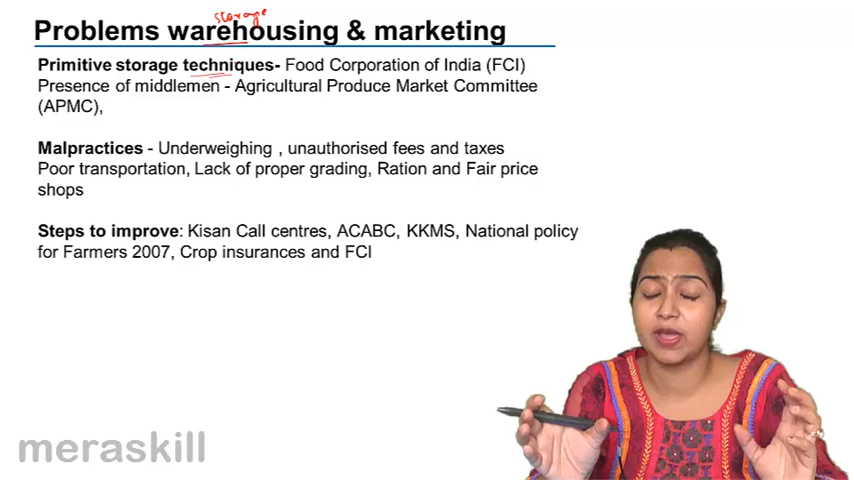 storage
Problems warehousing & marketing
Primitive storage techniques- Food Corporation of India (FCI)
Presence of middlemen - Agricultural Produce Market Committee
(APMC),
Malpractices - Underweighing , unauthorised fees and taxes
Poor transportation, Lack of proper grading, Ration and Fair price
shops
Steps to improve: Kisan Call centres, ACABC, KKMS, National policy
for Farmers 2007, Crop insurances and FCI
meraskill